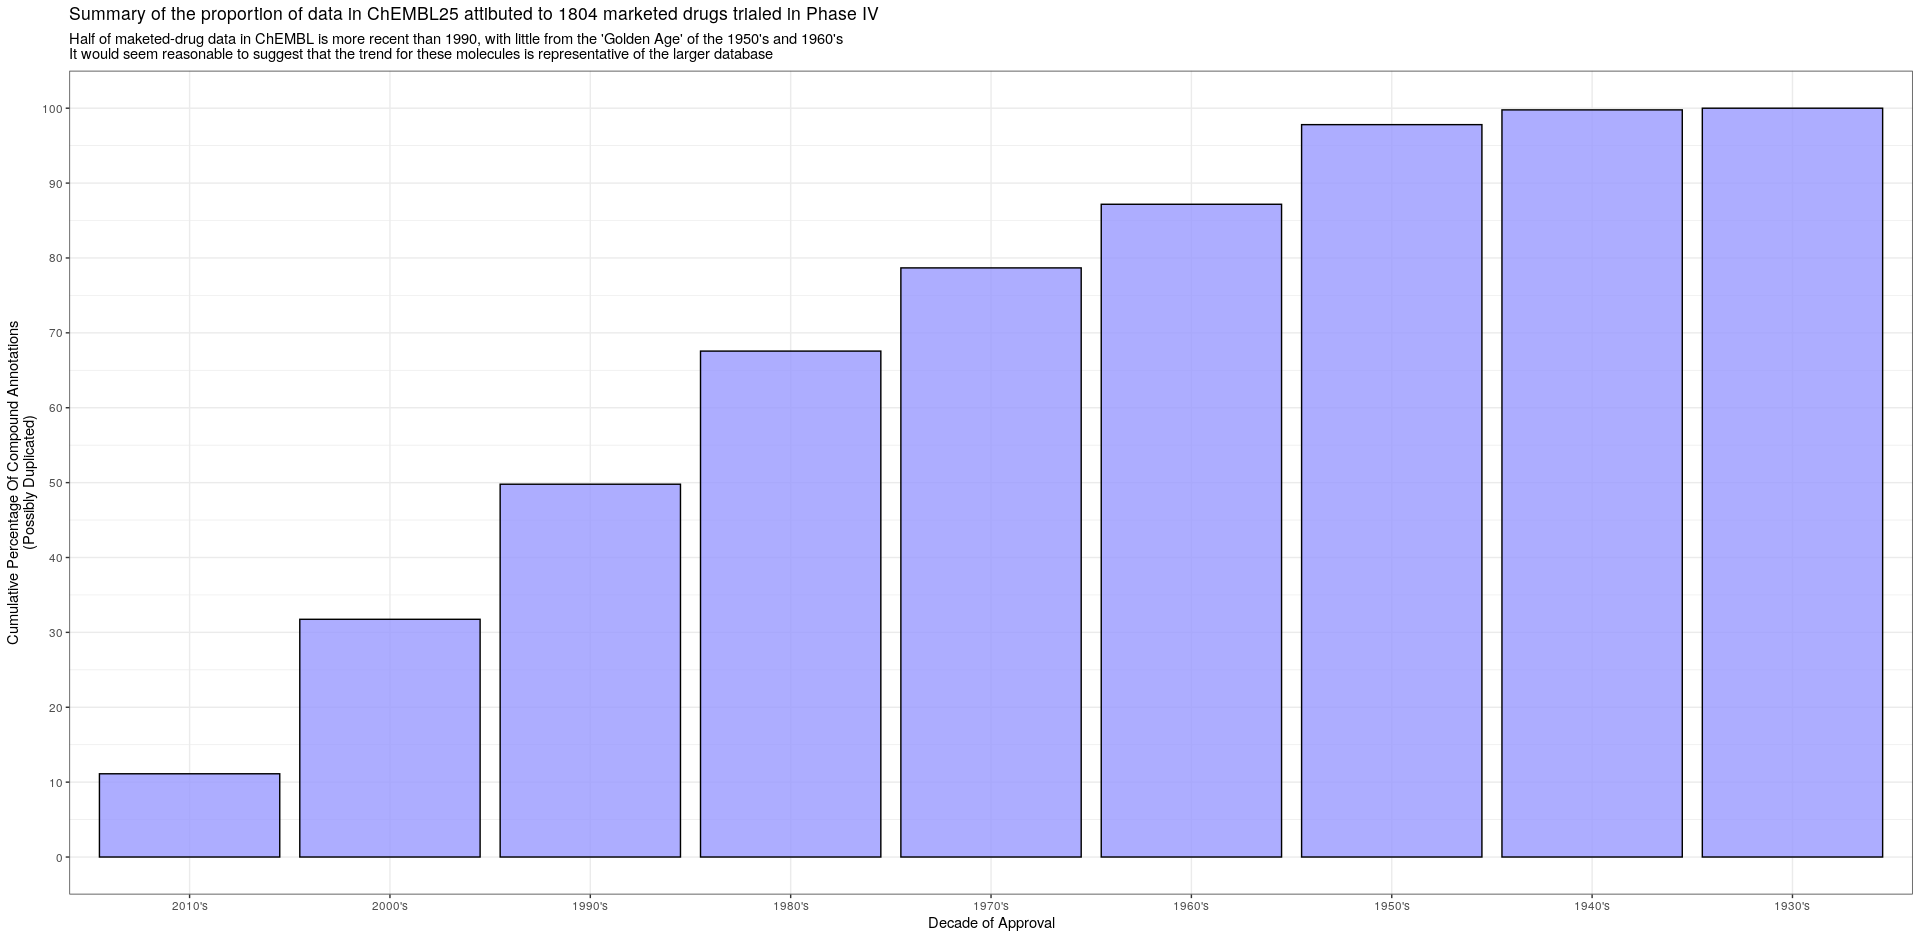 Summary of the proportion of data in ChEMBL25 attibuted to 1804 marketed drugs trialed in Phase IV
Half of maketed-drug data in ChEMBL is more recent than 1990, with little from the 'Golden Age' of the 1950's and 1960's
It would seem reasonable to suggest that the trend for these molecules is representative of the larger database
Cumulative Percentage Of Compound Annotations
(Possibly Duplicated)
100
90
80
70
60
50
40
30
20
10
0
2010's
2000's
1990's
1980's
1970's
1960's
1950's
1940's
1930's
Decade of Approval